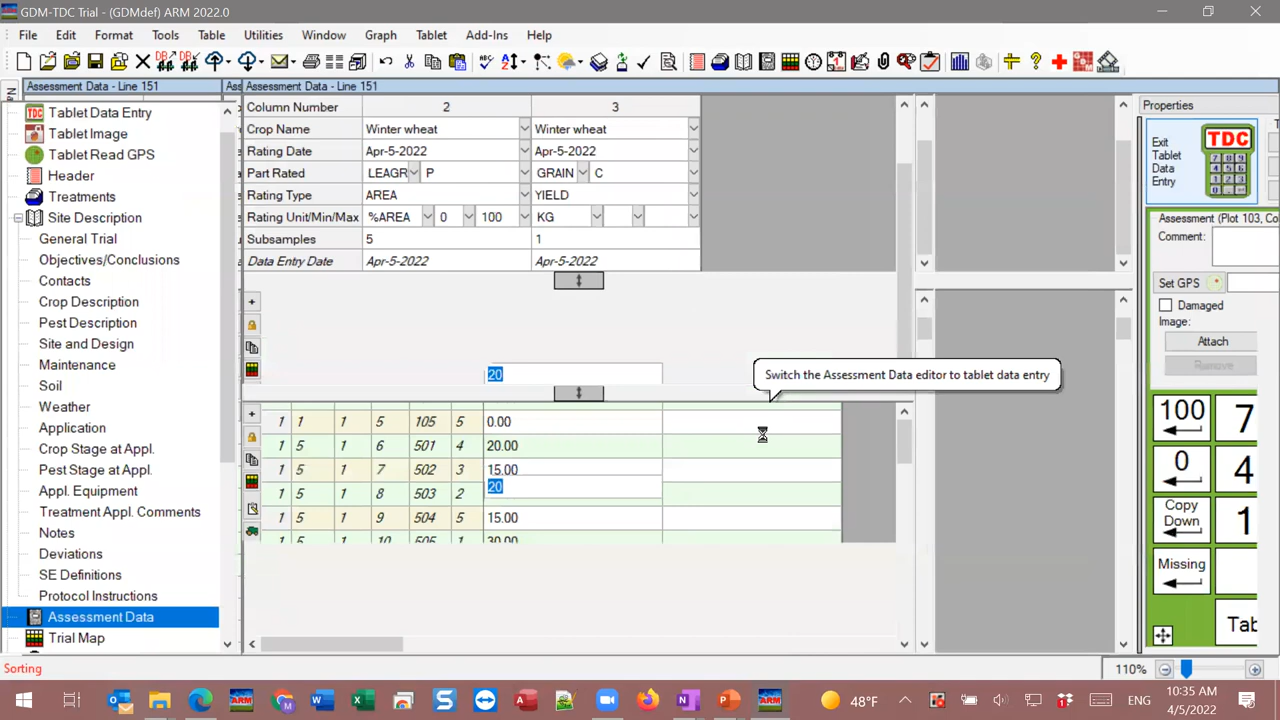 GDM-TDC Trial - (GDMdef) ARM 2022.0
File Edit Format Tools Utilities Window Graph Table Tablet Add-Ins Help
Assessment Data - Line 151
Assessment Data - Line 151
Tablet Data Entry
Tablet Image
Tablet Read GPS
Header
Treatments
Site Description
General Trial
Objectives/Conclusions
Contacts
Crop Description
Pest Description
Site and Design
Maintenance
Soil
Weather
Application
Crop Stage at Appl.
Pest Stage at Appl.
Appl. Equipment
Treatment Appl. Comments
Notes
Deviations
SE Definitions
Protocol Instructions
Assessment Data
Trial Map
Column Number 2 3
Crop Name Winter wheat Winter wheat
Rating Date Apr-5-2022 Apr-5-2022
Part Rated LEAGR P GRAIN C
Rating Type AREA YIELD
Rating Unit/Min/Max %AREA 0 100 KG
Subsamples 5 1
Data Entry Date Apr-5-2022 Apr-5-2022
20
Switch the Assessment Data editor to tablet data entry
1 1 1 5 105 5 0.00
1 5 1 6 501 4 20.00
1 5 1 7 502 3 15.00
1 5 1 8 503 2 20
1 5 1 9 504 5 15.00
1 5 1 10 505 1 30.00
Properties
Exit
Tablet
Data
Entry
TDC
Assessment (Plot 103, Co
Comment:
Set GPS
Damaged
Image:
Attach
Remove
100 7
0 4
Copy
Down
1
Missing
Tab
Sorting
110%
48°F
ENG
10:35 AM
4/5/2022